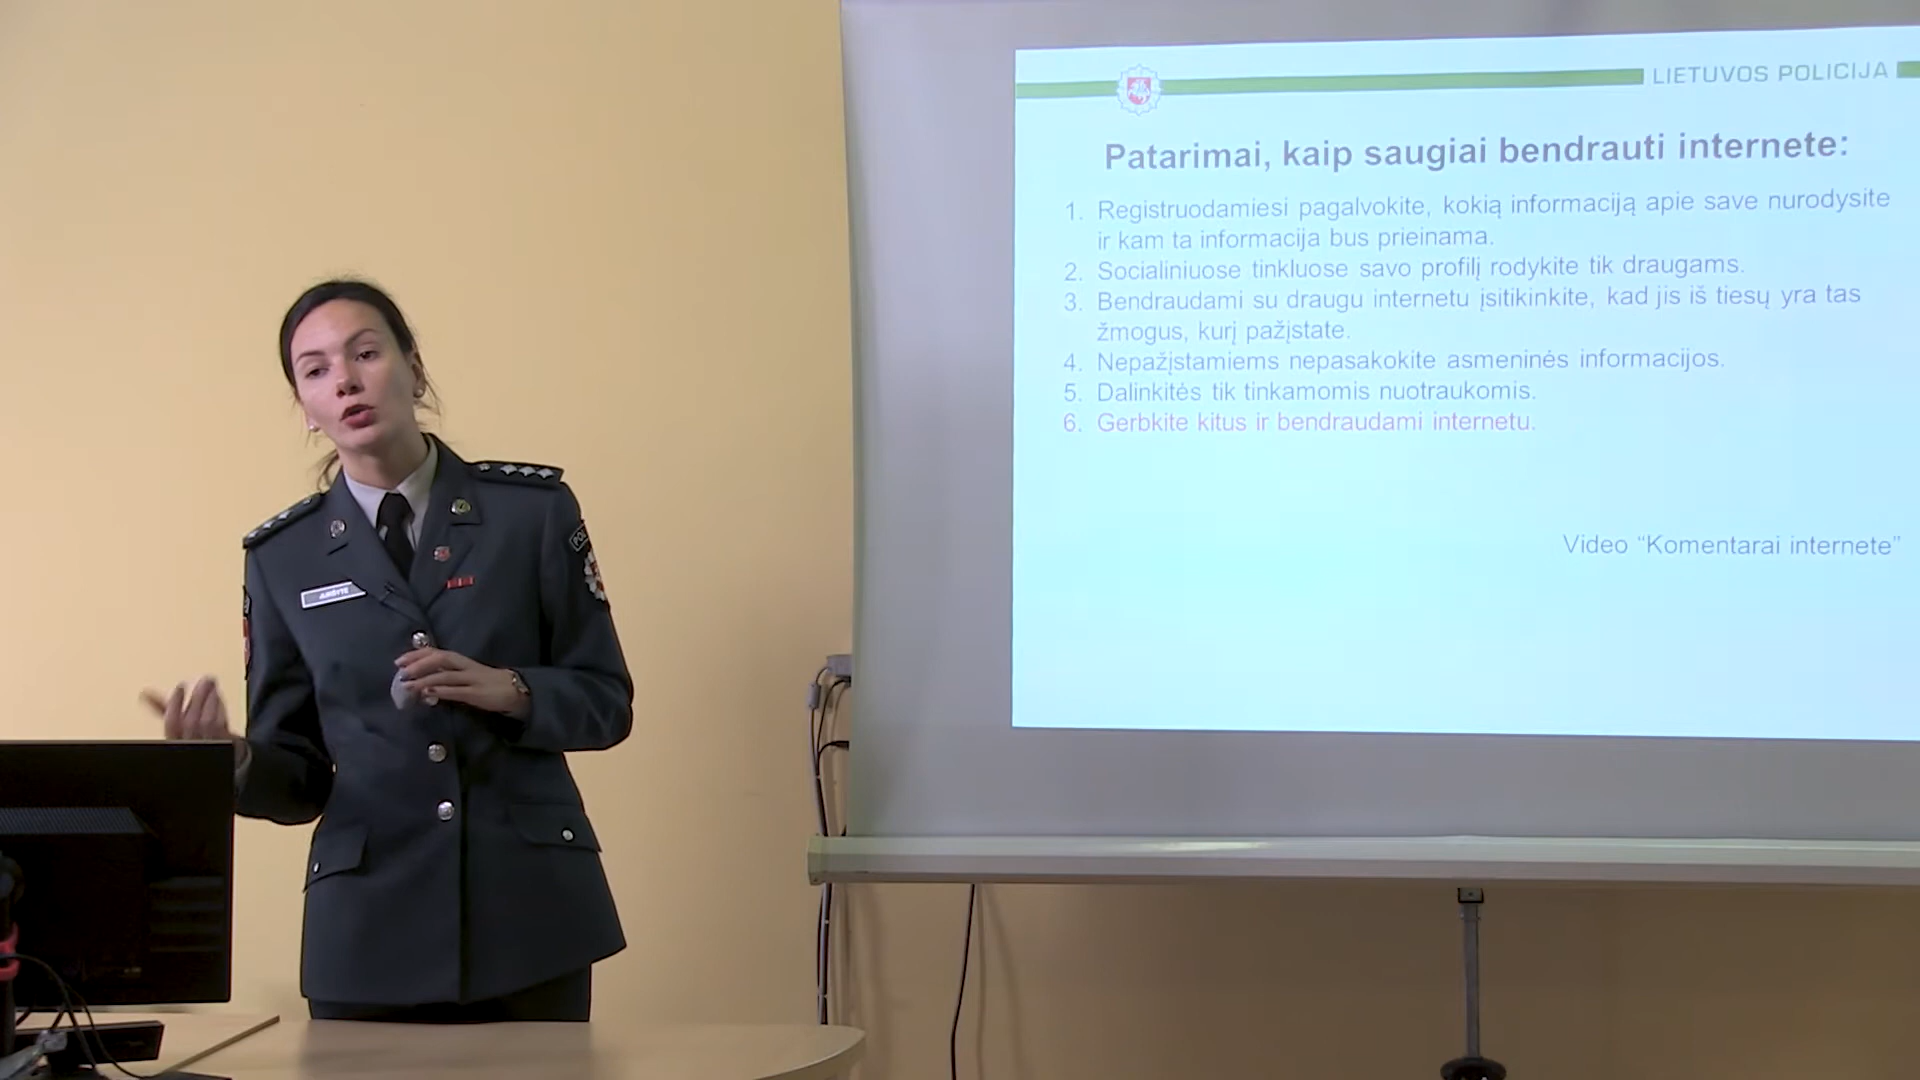 LIETUVOS POLICIJA
Patarimai, kaip saugiai bendrauti internete:
1. Registruodamiesi pagalvokite, kokią informaciją apie save nurodysite
ir kam ta informacija bus prieinama.
2. Socialiniuose tinkluose savo profilį rodykite tik draugams.
3. Bendraudami su draugu internetu įsitikinkite, kad jis iš tiesų yra tas
žmogus, kurį pažįstate.
4. Nepažįstamiems nepasakokite asmeninės informacijos.
5. Dalinkitės tik tinkamomis nuotraukomis.
6. Gerbkite kitus ir bendraudami internetu.
Video “Komentarai internete”
POL